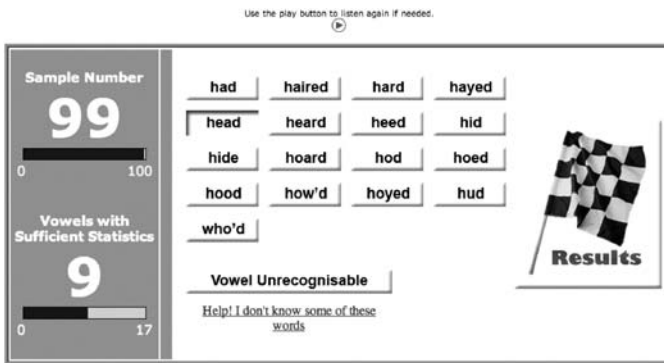 Use the play button to listen again if needed.
Sample Number
99
0 100
Vowels with
Sufficient Statistics
9
0 17
had haired hard hayed
head heard heed hid
hide hoard hod hoed
hood how'd hoyed hud
who'd
Vowel Unrecognisable
Help! I don't know some of these
words
Results